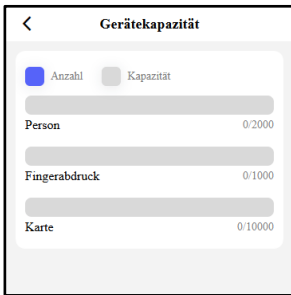 Gerätekapazität
Anzahl Kapazität
Person 0/2000
Fingerabdruck 0/1000
Karte 0/10000